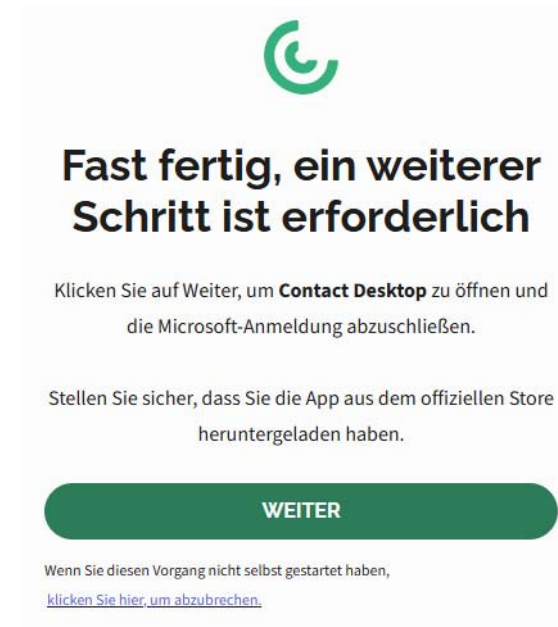 Fast fertig, ein weiterer
Schritt ist erforderlich
Klicken Sie auf Weiter, um Contact Desktop zu öffnen und
die Microsoft-Anmeldung abzuschließen.
Stellen Sie sicher, dass Sie die App aus dem offiziellen Store
heruntergeladen haben.
WEITER
Wenn Sie diesen Vorgang nicht selbst gestartet haben,
klicken Sie hier, um abzubrechen.